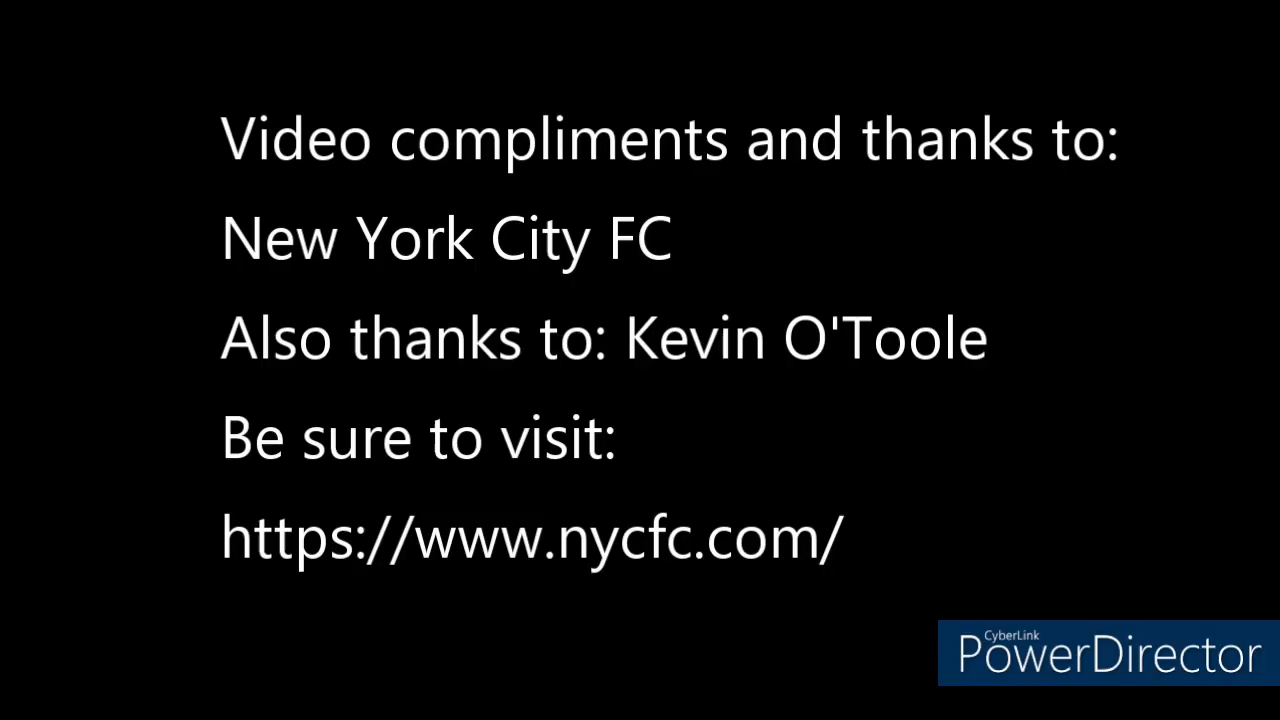 Video compliments and thanks to:
New York City FC
Also thanks to: Kevin O'Toole
Be sure to visit:
https://www.nycfc.com/
CyberLink
PowerDirector